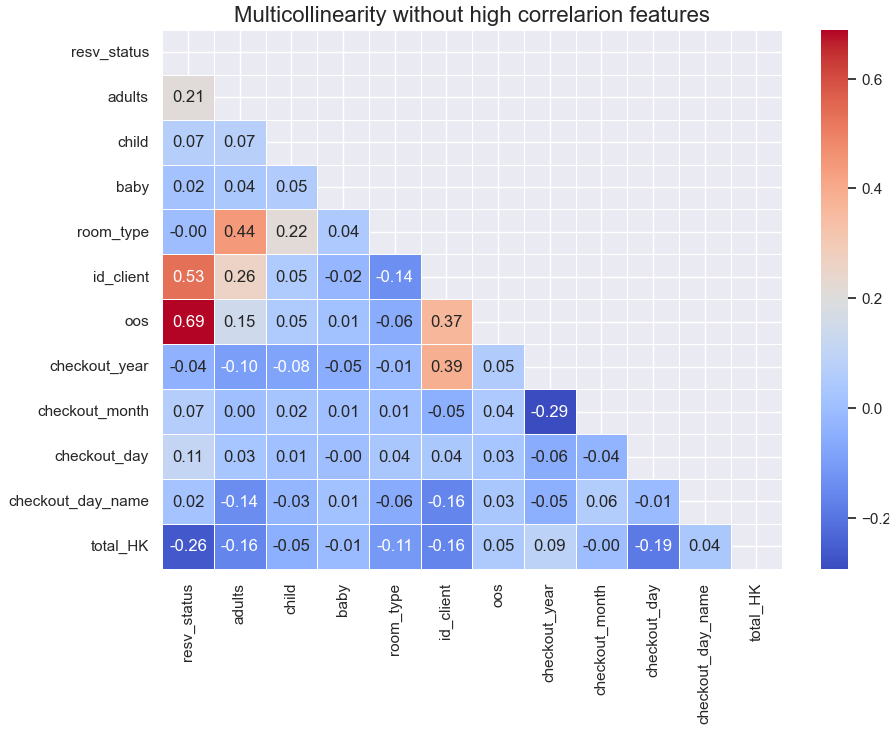 Multicollinearity without high correlarion features
resv_status
adults 0.21
child 0.07 0.07
baby 0.02 0.04 0.05
room_type -0.00 0.44 0.22 0.04
id_client 0.53 0.26 0.05 -0.02 -0.14
oos 0.69 0.15 0.05 0.01 -0.06 0.37
checkout_year -0.04 -0.10 -0.08 -0.05 -0.01 0.39 0.05
checkout_month 0.07 0.00 0.02 0.01 0.01 -0.05 0.04 -0.29
checkout_day 0.11 0.03 0.01 -0.00 0.04 0.04 0.03 -0.06 -0.04
checkout_day_name 0.02 -0.14 -0.03 0.01 -0.06 -0.16 0.03 -0.05 0.06 -0.01
total_HK -0.26 -0.16 -0.05 -0.01 -0.11 -0.16 0.05 0.09 -0.00 -0.19 0.04
resv_status
adults
child
baby
room_type
id_client
oos
checkout_year
checkout_month
checkout_day
checkout_day_name
total_HK
0.6
0.4
0.2
0.0
−0.2